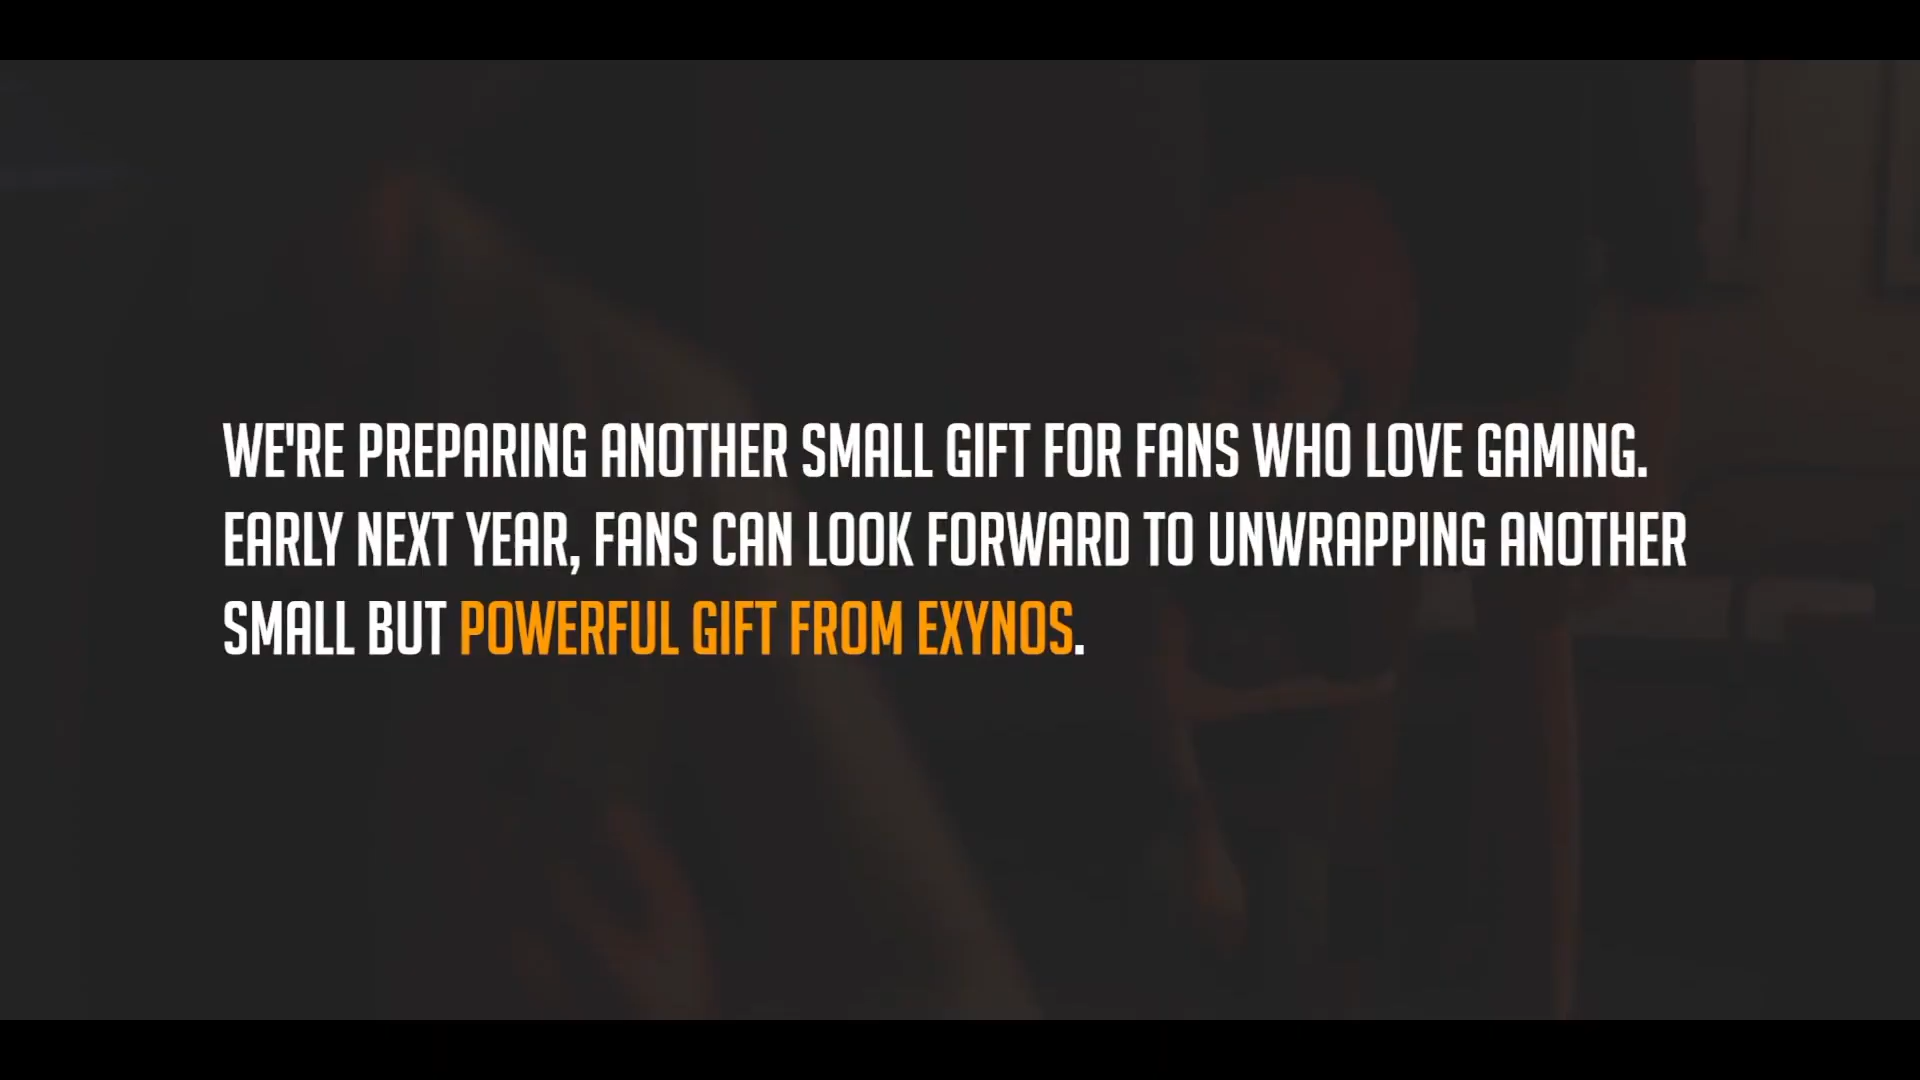 WE'RE PREPARING ANOTHER SMALL GIFT FOR FANS WHO LOVE GAMING.
EARLY NEXT YEAR, FANS CAN LOOK FORWARD TO UNWRAPPING ANOTHER
SMALL BUT POWERFUL GIFT FROM EXYNOS.